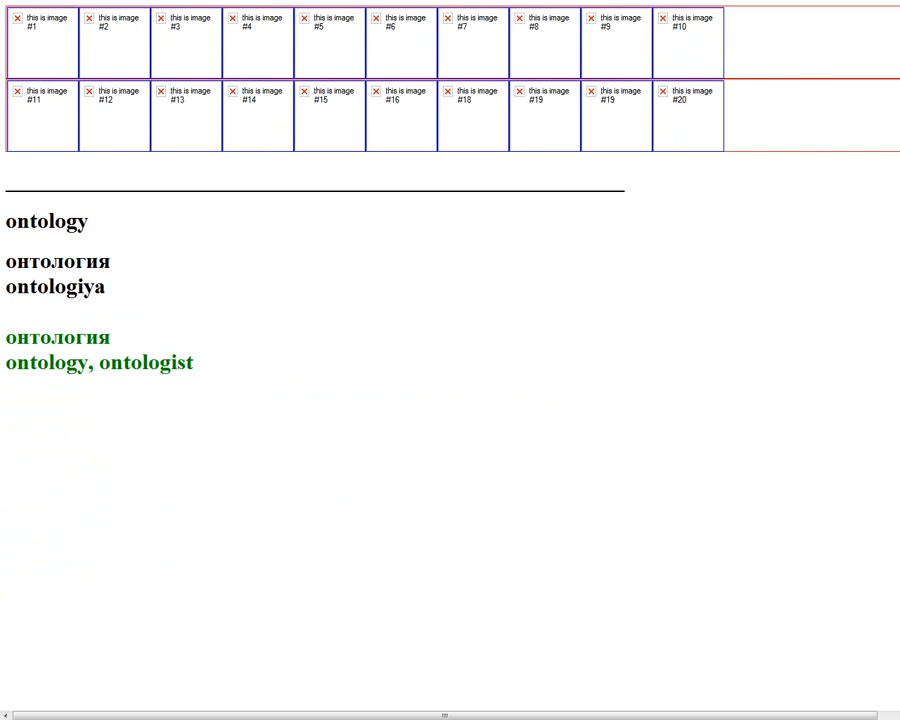 this is image #1 this is image #2 this is image #3 this is image #4 this is image #5 this is image #6 this is image #7 this is image #8 this is image #9 this is image #10
this is image #11 this is image #12 this is image #13 this is image #14 this is image #15 this is image #16 this is image #18 this is image #19 this is image #19 this is image #20
ontology
онтология
ontologiya
онтология
ontology, ontologist